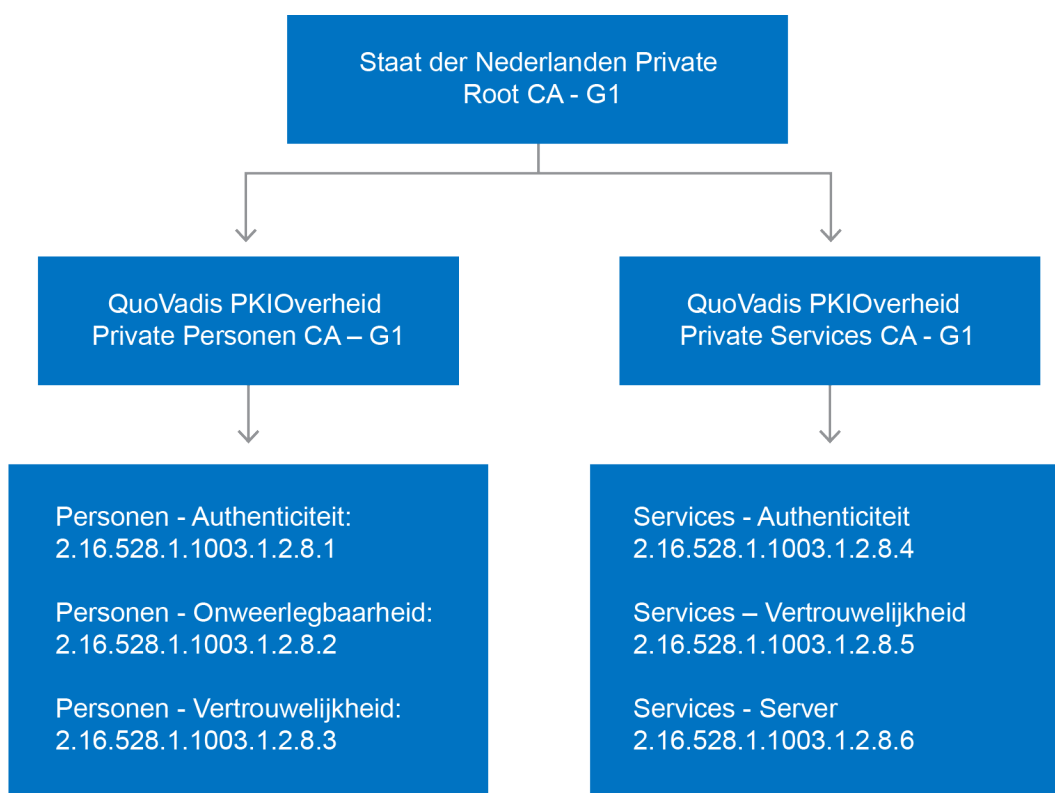 Staat der Nederlanden Private
Root CA - G1
QuoVadis PKIOverheid
Private Personen CA – G1
QuoVadis PKIOverheid
Private Services CA - G1
Personen - Authenticiteit:
2.16.528.1.1003.1.2.8.1
Personen - Onweerlegbaarheid:
2.16.528.1.1003.1.2.8.2
Personen - Vertrouwelijkheid:
2.16.528.1.1003.1.2.8.3
Services - Authenticiteit
2.16.528.1.1003.1.2.8.4
Services – Vertrouwelijkheid
2.16.528.1.1003.1.2.8.5
Services - Server
2.16.528.1.1003.1.2.8.6